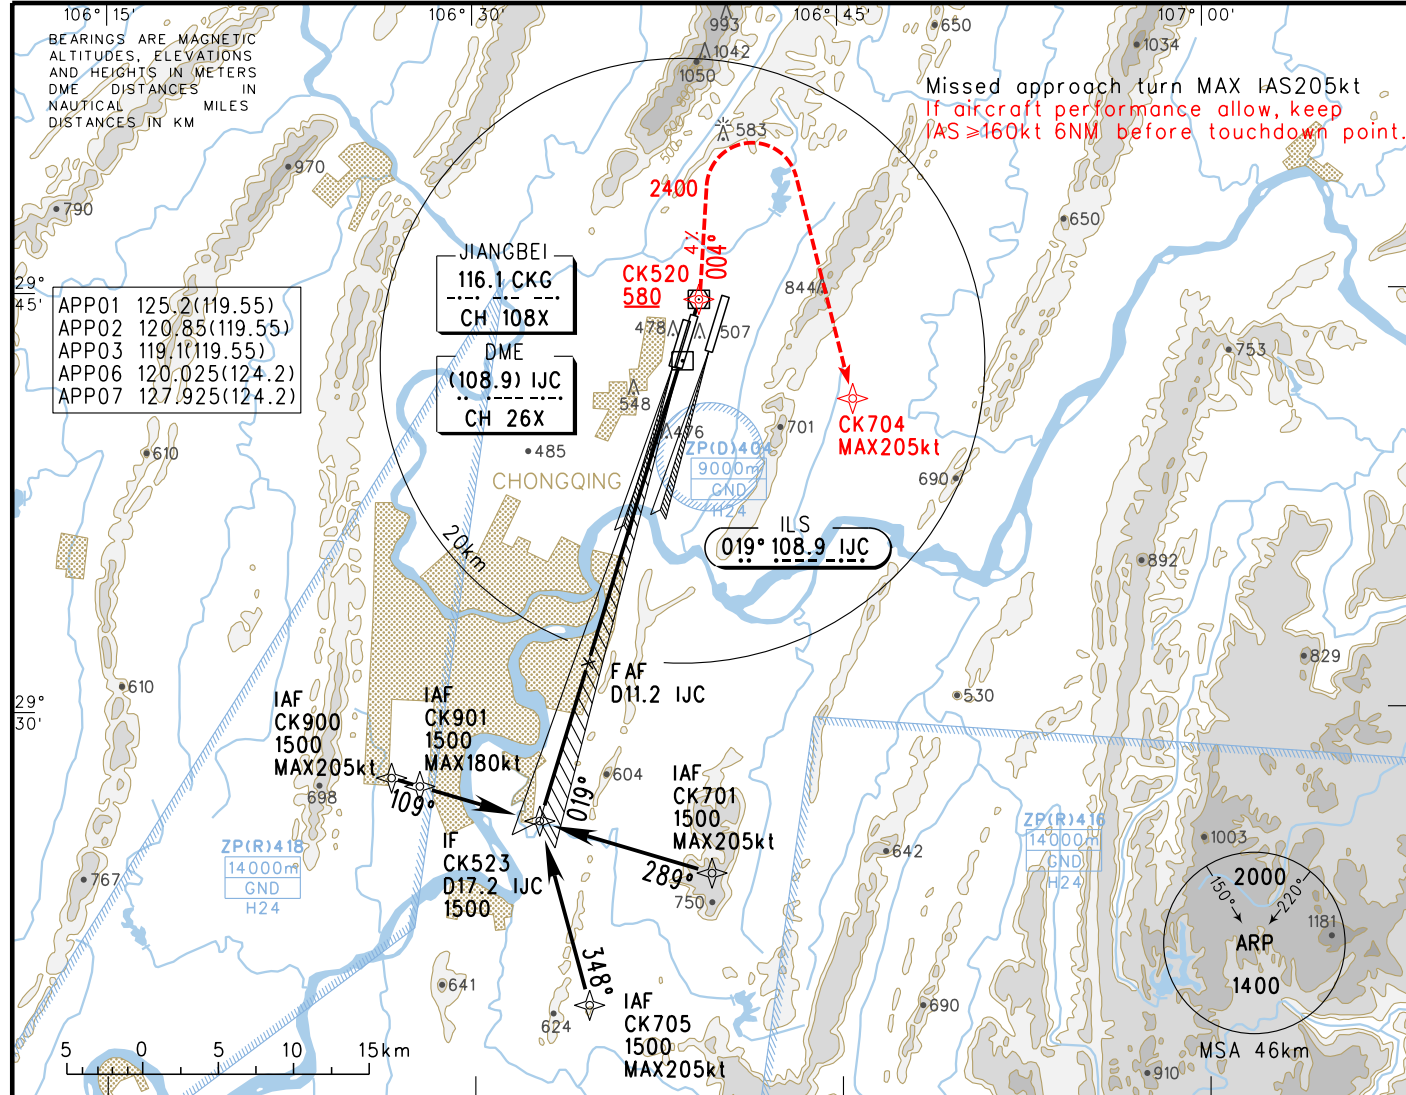 106°15'
106°30'
106°45'
107°00'
BEARINGS ARE MAGNETIC
ALTITUDES, ELEVATIONS
AND HEIGHTS IN METERS
DME DISTANCES IN
NAUTICAL MILES
DISTANCES IN KM
993
1042
1050
650
1034
Missed approach turn MAX IAS205kt
If aircraft performance allow, keep
IAS≥160kt 6NM before touchdown point.
583
970
790
650
2400
4%
004°
JIANGBEI
116.1 CKG
CH 108X
CK520
580
29°
45'
APP01 125.2(119.55)
APP02 120.85(119.55)
APP03 119.1(119.55)
APP06 120.025(124.2)
APP07 127.925(124.2)
844
478
507
753
DME
(108.9) IJC
CH 26X
548
476
701
CK704
MAX205kt
610
485
ZP(D)404
9000m
GND
H24
690
CHONGQING
20km
ILS
019° 108.9 IJC
892
829
FAF
D11.2 IJC
610
530
29°
30'
IAF
CK900
1500
MAX205kt
IAF
CK901
1500
MAX180kt
698
109°
019°
604
IAF
CK701
1500
MAX205kt
289°
750
IF
CK523
D17.2 IJC
1500
ZP(R)418
14000m
GND
H24
767
ZP(R)416
14000m
GND
H24
642
1003
2000
150°
220°
ARP
1400
1181
MSA 46km
348°
641
624
IAF
CK705
1500
MAX205kt
690
910
5 0 5 10 15km